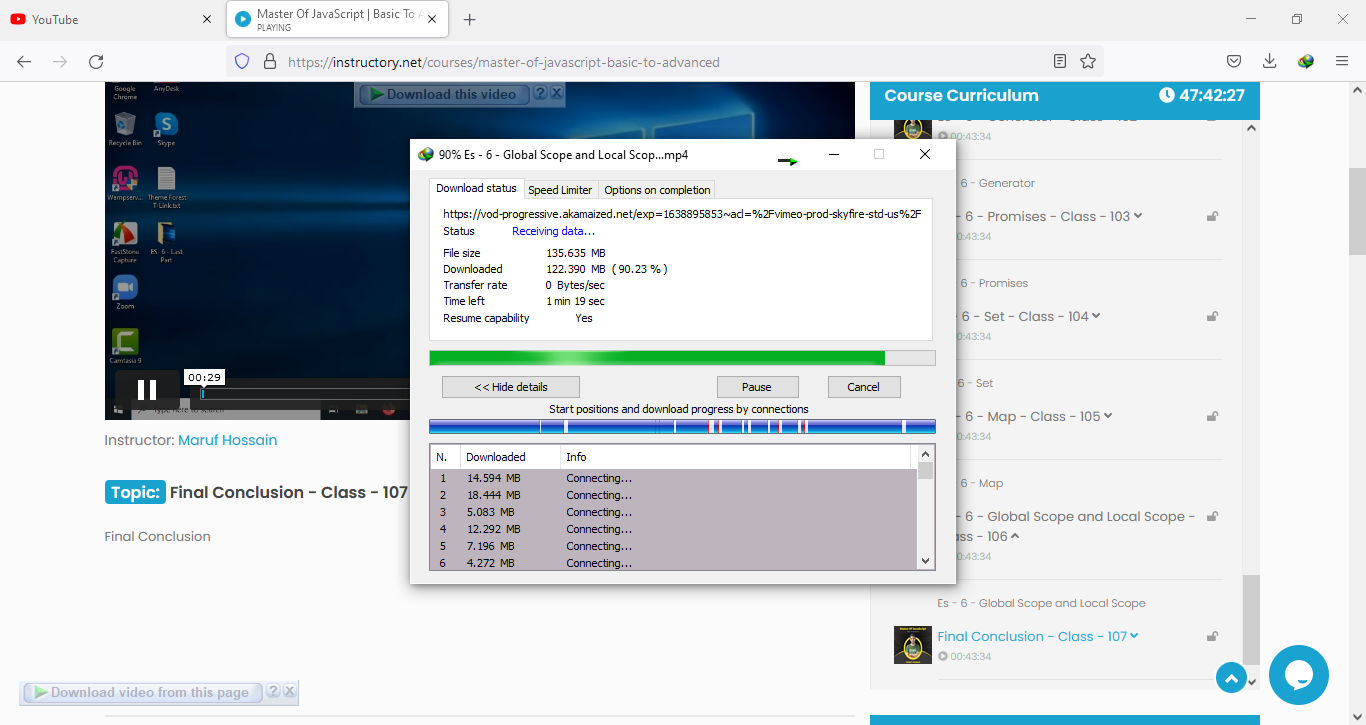 YouTube
Master Of JavaScript | Basic To A
PLAYING
https://instructory.net/courses/master-of-javascript-basic-to-advanced
Google
Chrome
AnyDesk
Recycle Bin
Skype
Wampserv...
Theme Forest
T-Link.txt
FastStone
Capture
ES- 6 - Last
Part
Zoom
Camtasia 9
Download this video
00:29
Type here to search
Instructor: Maruf Hossain
Topic: Final Conclusion - Class - 107
Final Conclusion
Download video from this page
90% Es - 6 - Global Scope and Local Scop...mp4
Download status
Speed Limiter
Options on completion
https://vod-progressive.akamaized.net/exp=1638895853~acl=%2Fvimeo-prod-skyfire-std-us%2F
Status Receiving data...
File size 135.635 MB
Downloaded 122.390 MB ( 90.23 % )
Transfer rate 0 Bytes/sec
Time left 1 min 19 sec
Resume capability Yes
<< Hide details
Pause
Cancel
Start positions and download progress by connections
N. Downloaded Info
1 14.594 MB Connecting...
2 18.444 MB Connecting...
3 5.083 MB Connecting...
4 12.292 MB Connecting...
5 7.196 MB Connecting...
6 4.272 MB Connecting...
Course Curriculum 47:42:27
00:43:34
6 - Generator
- 6 - Promises - Class - 103
00:43:34
6 - Promises
- 6 - Set - Class - 104
00:43:34
6 - Set
- 6 - Map - Class - 105
00:43:34
6 - Map
- 6 - Global Scope and Local Scope -
ass - 106
00:43:34
Es - 6 - Global Scope and Local Scope
Final Conclusion - Class - 107
00:43:34